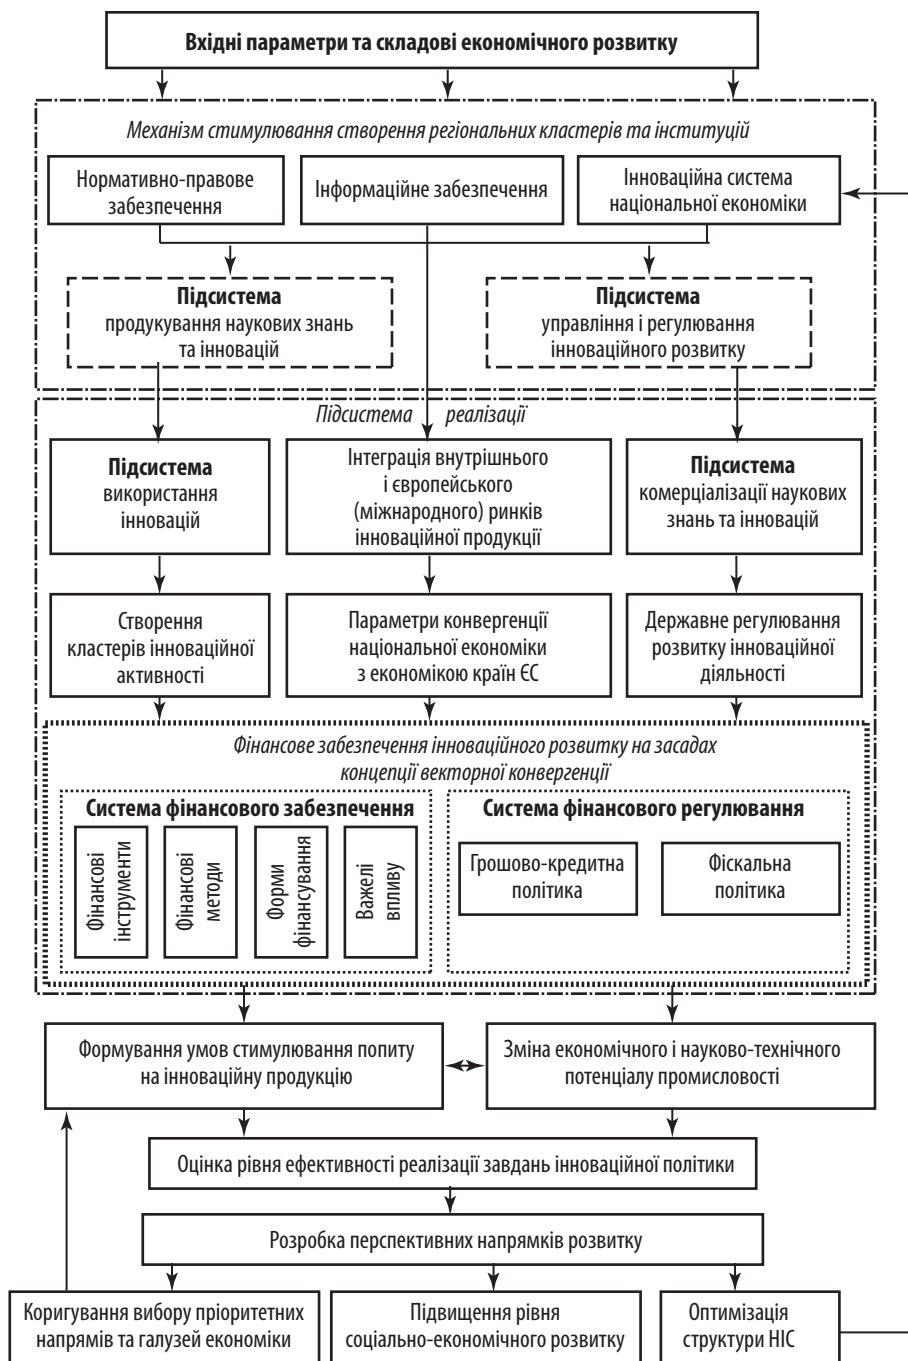 Вхідні параметри та складові економічного розвитку
Механізм стимулювання створення регіональних кластерів та інституцій
Нормативно-правове
забезпечення
Інформаційне забезпечення
Інноваційна система
національної економіки
Підсистема
продукування наукових знань
та інновацій
Підсистема
управління і регулювання
інноваційного розвитку
Підсистема реалізації
Підсистема
використання
інновацій
Інтеграція внутрішнього
і європейського
(міжнародного) ринків
інноваційної продукції
Підсистема
комерціалізації наукових
знань та інновацій
Створення
кластерів інноваційної
активності
Параметри конвергенції
національної економіки
з економікою країн ЄС
Державне регулювання
розвитку інноваційної
діяльності
Фінансове забезпечення інноваційного розвитку на засадах
концепції векторної конвергенції
Система фінансового забезпечення
Фінансові
інструменти
Фінансові
методи
Форми
фінансування
Важелі
впливу
Система фінансового регулювання
Грошово-кредитна
політика
Фіскальна
політика
Формування умов стимулювання попиту
на інноваційну продукцію
Зміна економічного і науково-технічного
потенціалу промисловості
Оцінка рівня ефективності реалізації завдань інноваційної політики
Розробка перспективних напрямків розвитку
Коригування вибору пріоритетних
напрямів та галузей економіки
Підвищення рівня
соціально-економічного розвитку
Оптимізація
структури НІС